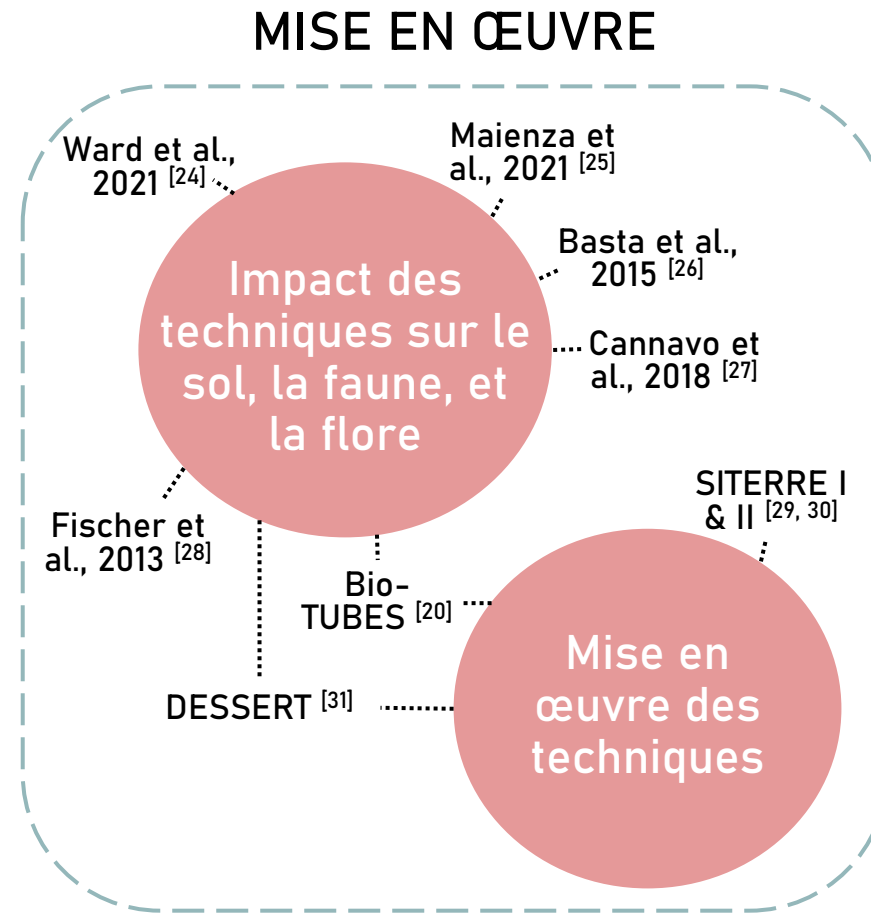 MISE EN ŒUVRE
Ward et al.,
2021 [24]
Maienza et
al., 2021 [25]
Basta et al.,
2015 [26]
Cannavo et
al., 2018 [27]
Impact des
techniques sur le
sol, la faune, et
la flore
Fischer et
al., 2013 [28]
SITERRE I
& II [29, 30]
Bio-
TUBES [20]
DESSERT [31]
Mise en
œuvre des
techniques